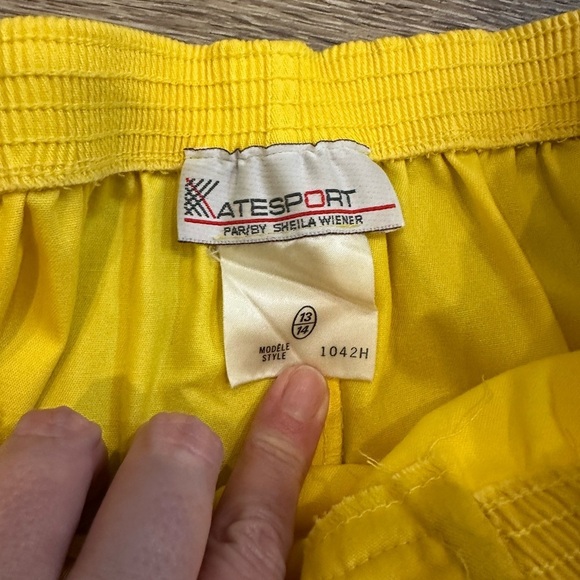 KATESPORT
PAR/BY SHEILA WIENER
13
14
MODÈLE
STYLE 1042H